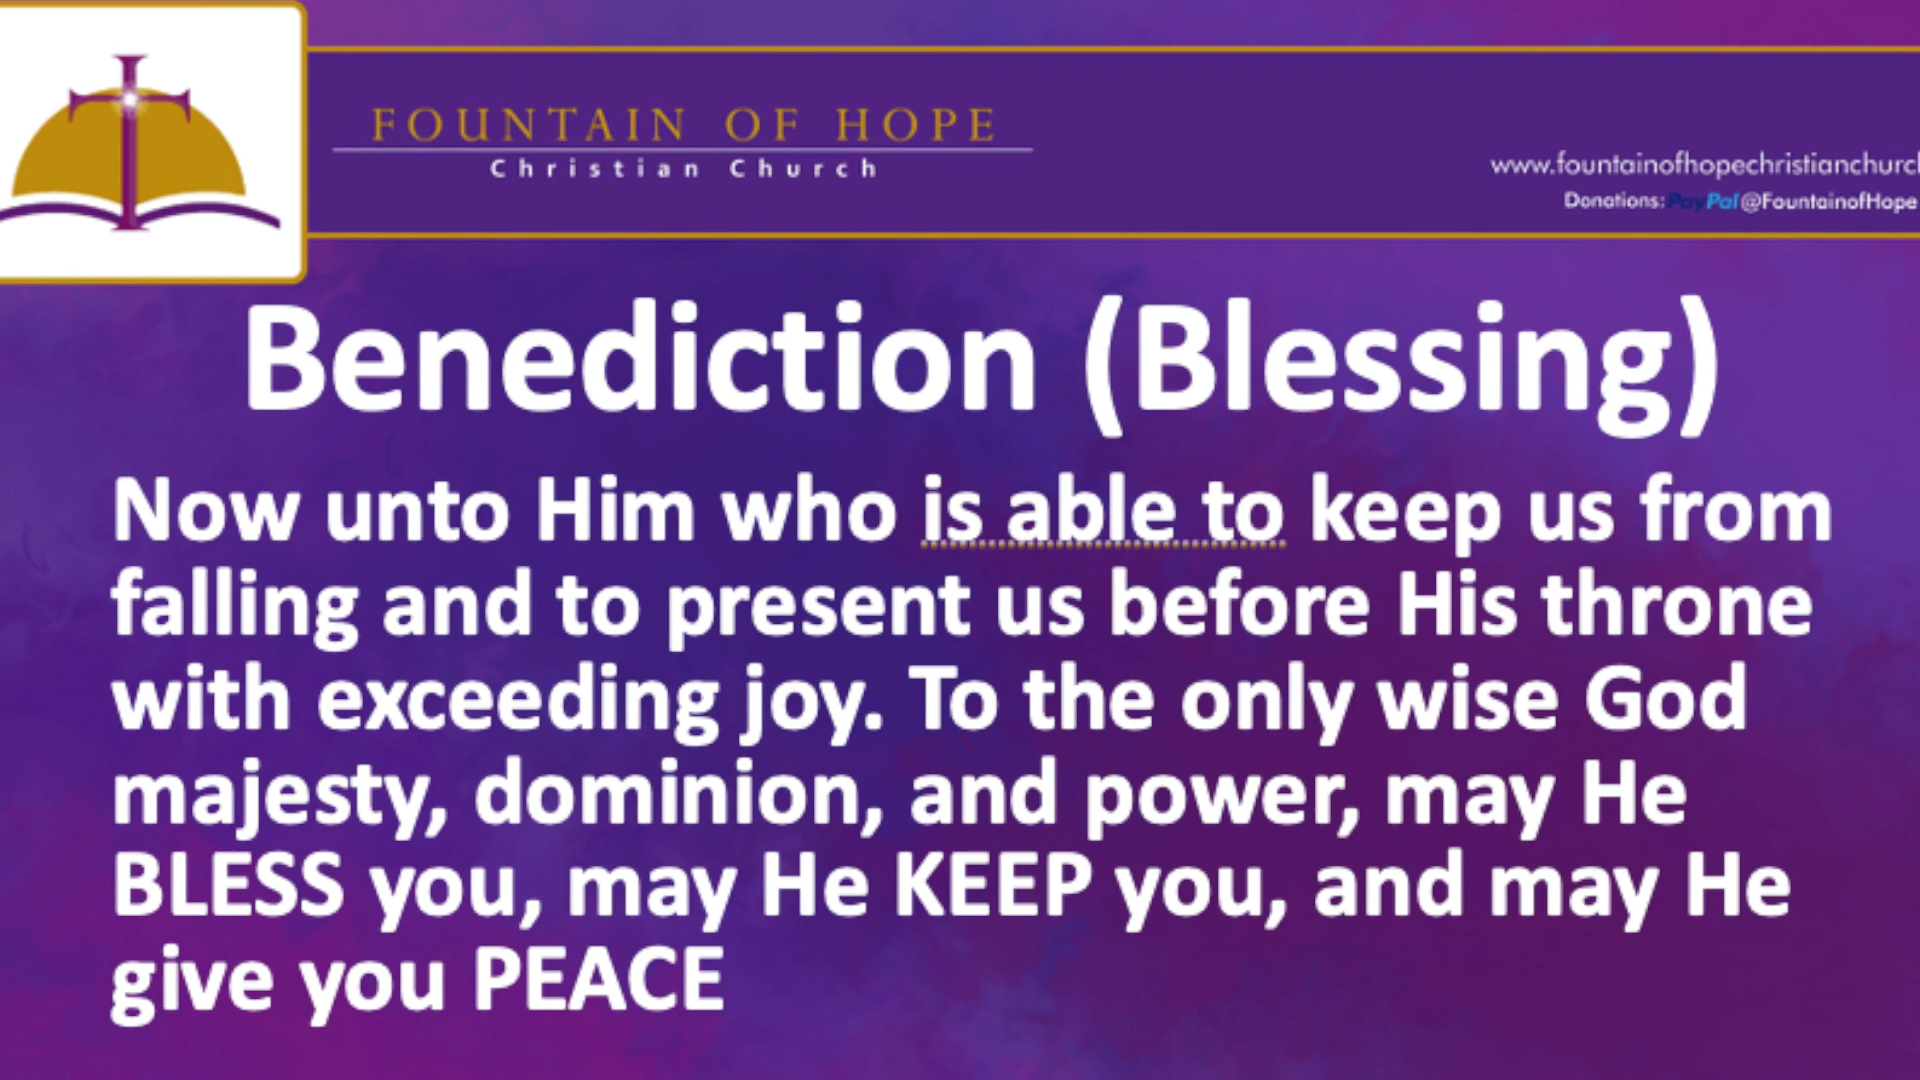 FOUNTAIN OF HOPE
Christian Church
www.fountainofhopechristianchurch
Donations: PayPal @FountainofHope
Benediction (Blessing)
Now unto Him who is able to keep us from
falling and to present us before His throne
with exceeding joy. To the only wise God
majesty, dominion, and power, may He
BLESS you, may He KEEP you, and may He
give you PEACE